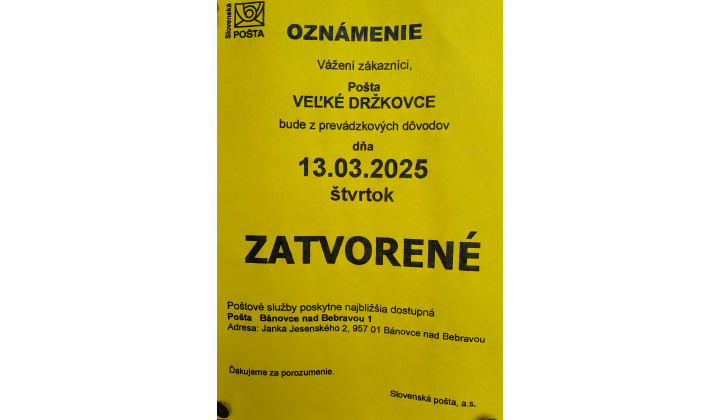 Slovenská
POŠTA
OZNÁMENIE
Vážení zákazníci,
Pošta
VEĽKÉ DRŽKOVCE
bude z prevádzkových dôvodov
dňa
13.03.2025
štvrtok
ZATVORENÉ
Poštové služby poskytne najbližšia dostupná
Pošta Bánovce nad Bebravou 1
Adresa: Janka Jesenského 2, 957 01 Bánovce nad Bebravou
Ďakujeme za porozumenie.
Slovenská pošta, a.s.